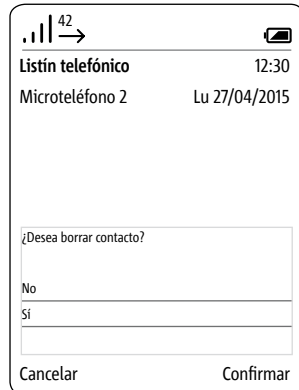 42
Listín telefónico 12:30
Microteléfono 2 Lu 27/04/2015
¿Desea borrar contacto?
No
Sí
Cancelar Confirmar